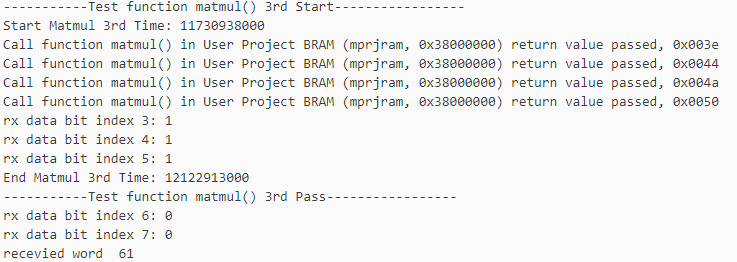 -----------Test function matmul() 3rd Start-----------------
Start Matmul 3rd Time: 11730938000
Call function matmul() in User Project BRAM (mprjram, 0x38000000) return value passed, 0x003e
Call function matmul() in User Project BRAM (mprjram, 0x38000000) return value passed, 0x0044
Call function matmul() in User Project BRAM (mprjram, 0x38000000) return value passed, 0x004a
Call function matmul() in User Project BRAM (mprjram, 0x38000000) return value passed, 0x0050
rx data bit index 3: 1
rx data bit index 4: 1
rx data bit index 5: 1
End Matmul 3rd Time: 12122913000
-----------Test function matmul() 3rd Pass-----------------
rx data bit index 6: 0
rx data bit index 7: 0
recevied word  61